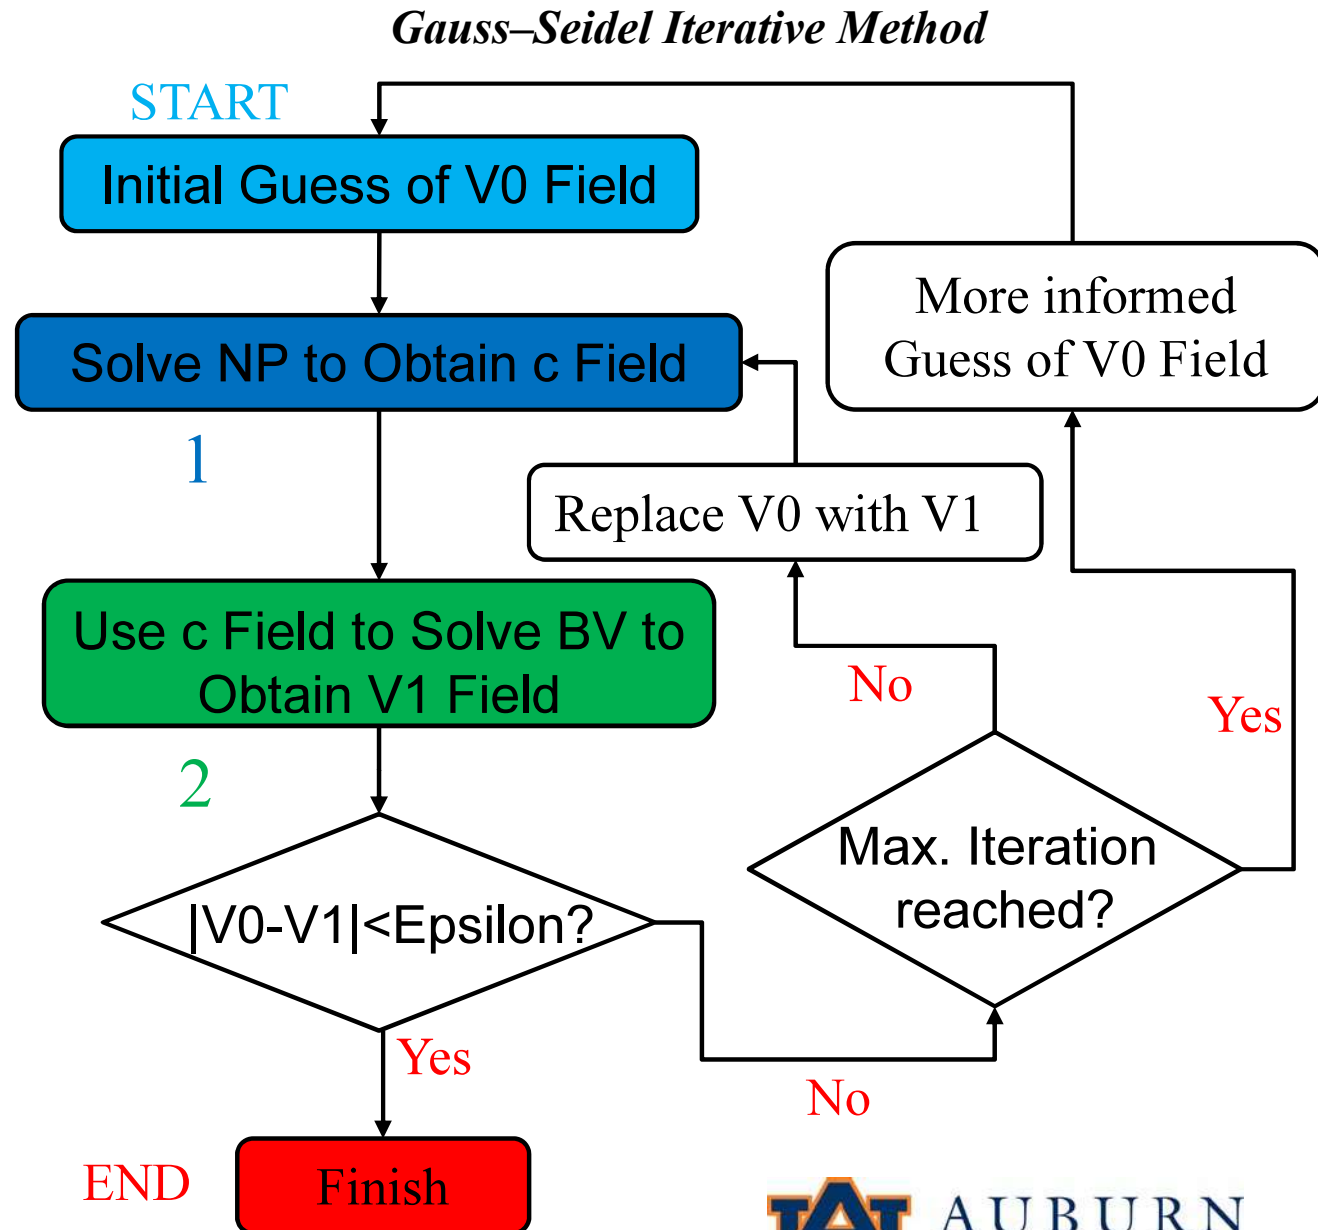 Gauss–Seidel Iterative Method
START
Initial Guess of V0 Field
More informed
Guess of V0 Field
Solve NP to Obtain c Field
1
Replace V0 with V1
Use c Field to Solve BV to
Obtain V1 Field
No
Yes
2
Max. Iteration
reached?
|V0-V1|<Epsilon?
Yes
No
END
Finish
AUBURN